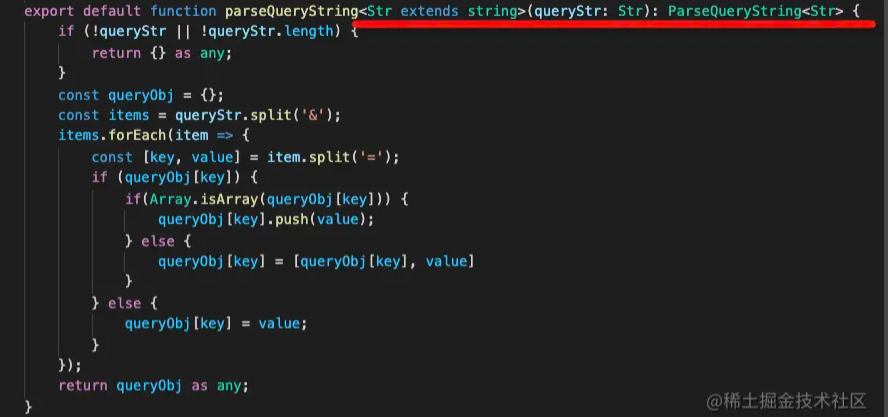 export default function parseQueryString<Str extends string>(queryStr: Str): ParseQueryString<Str> {
    if (!queryStr || !queryStr.length) {
        return {} as any;
    }
    const queryObj = {};
    const items = queryStr.split('&');
    items.forEach(item => {
        const [key, value] = item.split('=');
        if (queryObj[key]) {
            if(Array.isArray(queryObj[key])) {
                queryObj[key].push(value);
            } else {
                queryObj[key] = [queryObj[key], value]
            }
        } else {
            queryObj[key] = value;
        }
    });
    return queryObj as any;
}
@稀土掘金技术社区